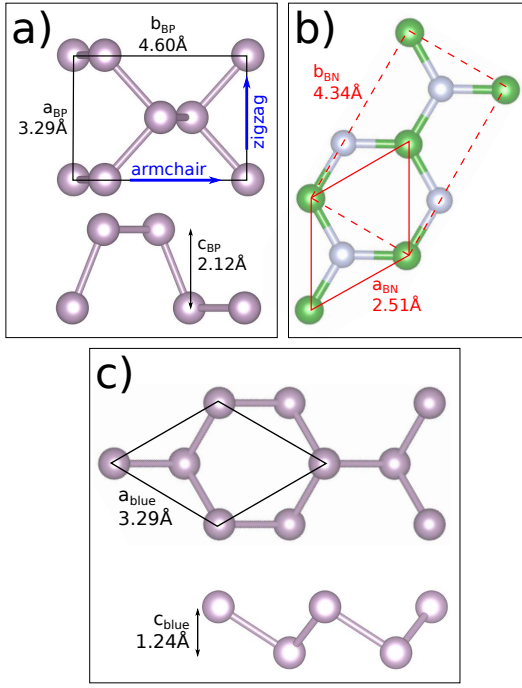 a)
b_BP
4.60Å
a_BP
3.29Å
armchair
zigzag
c_BP
2.12Å
b)
b_BN
4.34Å
a_BN
2.51Å
c)
a_blue
3.29Å
c_blue
1.24Å